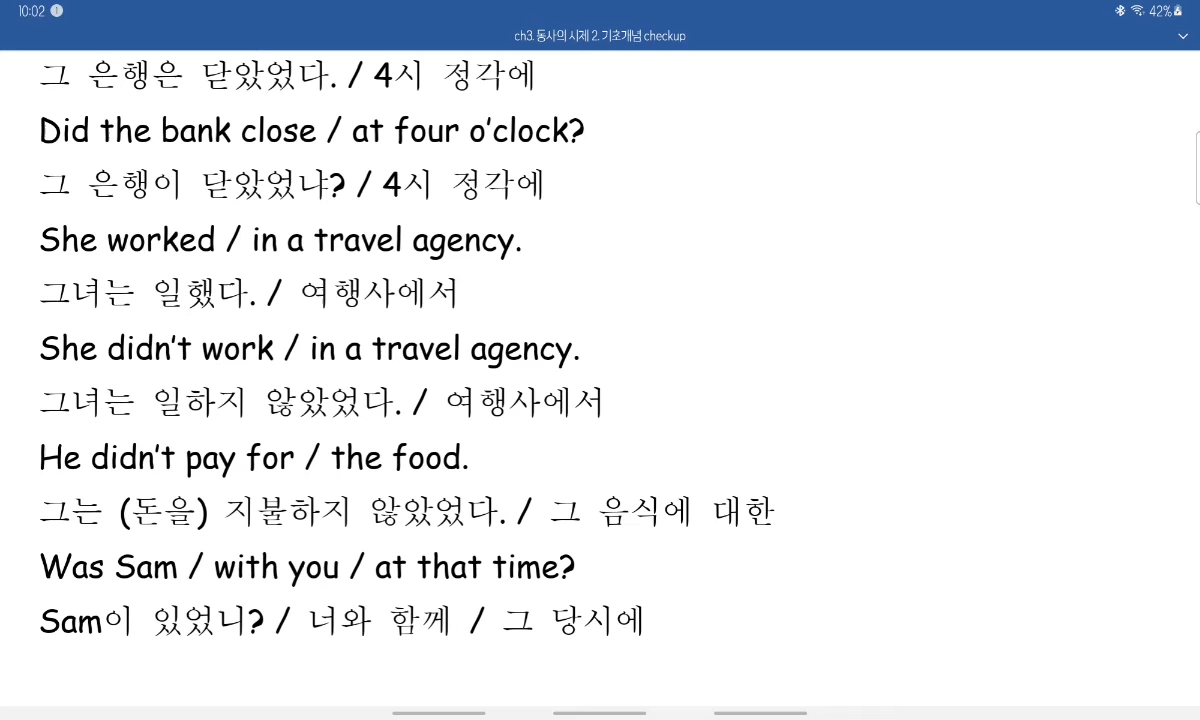 10:02
42%
ch3. 동사의 시제 2. 기초개념 checkup
그 은행은 닫았었다. / 4시 정각에
Did the bank close / at four o'clock?
그 은행이 닫았었냐? / 4시 정각에
She worked / in a travel agency.
그녀는 일했다. / 여행사에서
She didn't work / in a travel agency.
그녀는 일하지 않았었다. / 여행사에서
He didn't pay for / the food.
그는 (돈을) 지불하지 않았었다. / 그 음식에 대한
Was Sam / with you / at that time?
Sam이 있었니? / 너와 함께 / 그 당시에